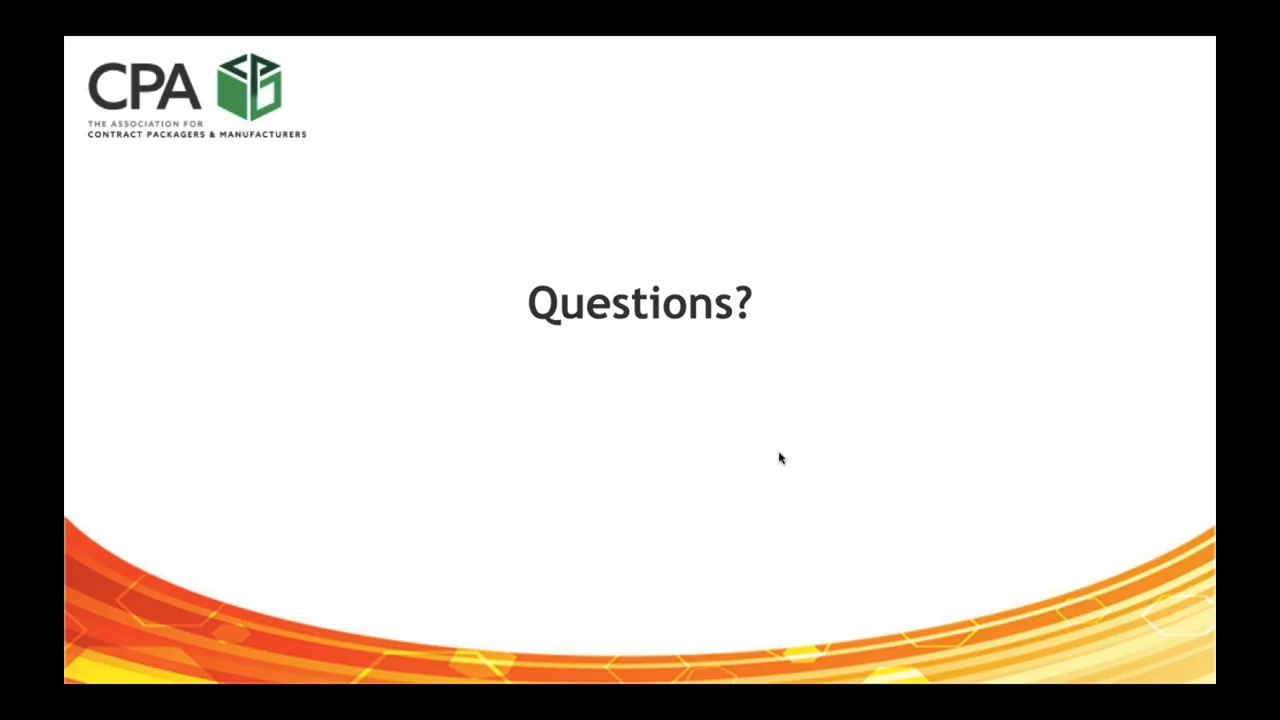 CPA
THE ASSOCIATION FOR
CONTRACT PACKAGERS & MANUFACTURERS
Questions?